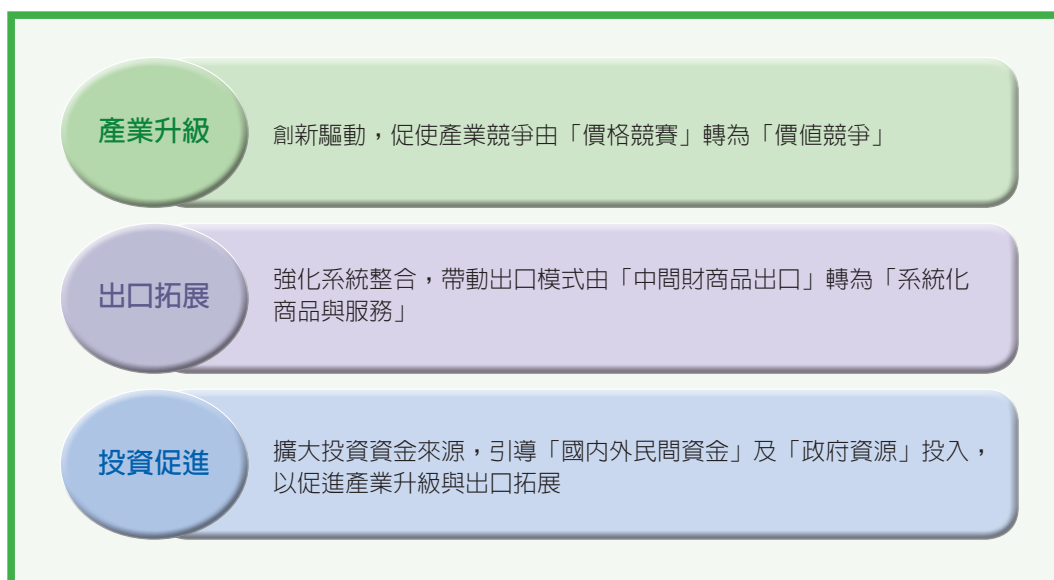 產業升級
創新驅動，促使產業競爭由「價格競賽」轉為「價值競爭」
出口拓展
強化系統整合，帶動出口模式由「中間財商品出口」轉為「系統化
商品與服務」
投資促進
擴大投資資金來源，引導「國內外民間資金」及「政府資源」投入，
以促進產業升級與出口拓展